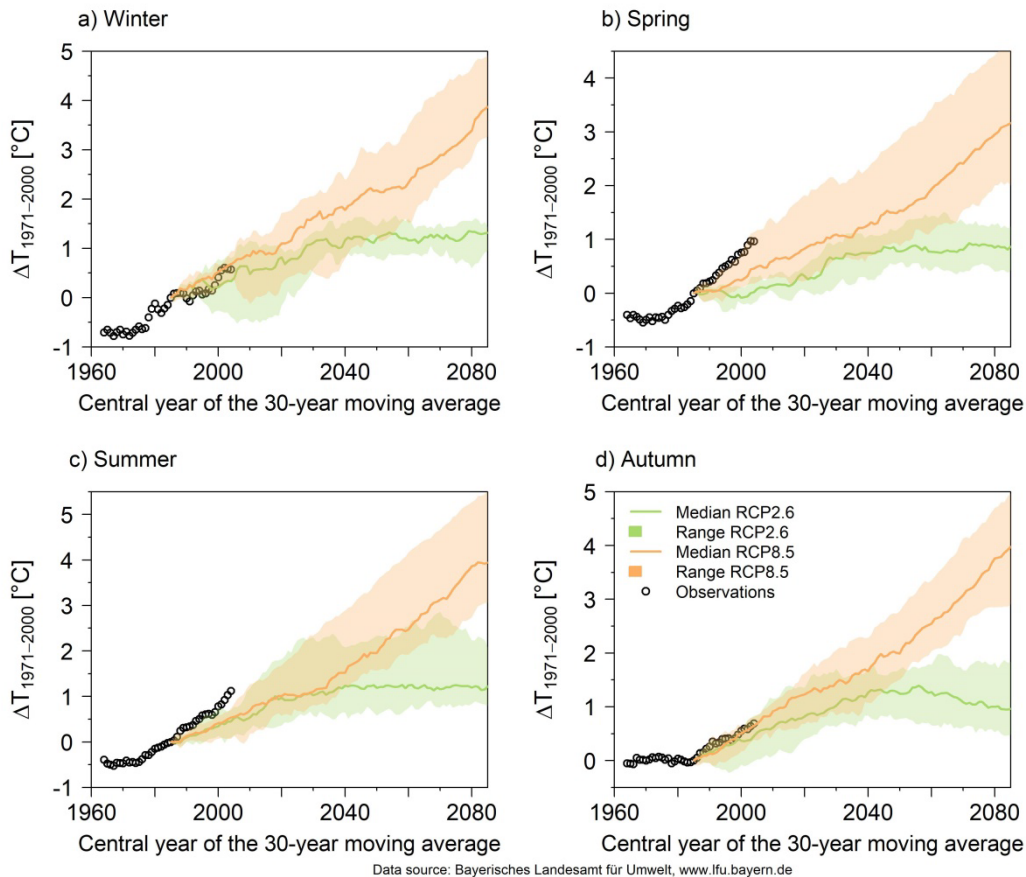 a) Winter
ΔT1971–2000 [°C]
5
4
3
2
1
0
-1
1960 2000 2040 2080
Central year of the 30-year moving average
b) Spring
ΔT1971–2000 [°C]
4
3
2
1
0
-1
1960 2000 2040 2080
Central year of the 30-year moving average
c) Summer
ΔT1971–2000 [°C]
5
4
3
2
1
0
-1
1960 2000 2040 2080
Central year of the 30-year moving average
d) Autumn
ΔT1971–2000 [°C]
5
4
3
2
1
0
Median RCP2.6
Range RCP2.6
Median RCP8.5
Range RCP8.5
Observations
1960 2000 2040 2080
Central year of the 30-year moving average
Data source: Bayerisches Landesamt für Umwelt, www.lfu.bayern.de